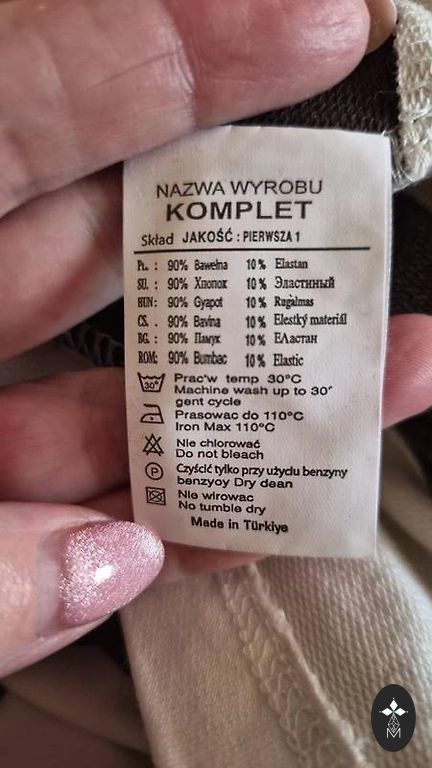 NAZWA WYROBU
KOMPLET
Skład JAKOŚĆ : PIERWSZA 1
PL. : 90% Bawełna 10 % Elastan
SU. : 90% Хлопок 10 % Эластиный
HUN: 90% Gyapot 10 % Rugalmas
CS. . 90% Bavina 10 % Elestký materiál
BG. : 90% Памук 10 % ЕЛастан
ROM: 90% Bumbac 10 % Elastic
30°
Prac'w temp 30°C
Machine wash up to 30°
gent cycle
Prasowac do 110°C
Iron Max 110°C
Nie chlorować
Do not bleach
P
Czyścić tylko przy użyciu benzyny
benzyoy Dry dean
Nie wirowac
No tumble dry
Made in Türkiye
M